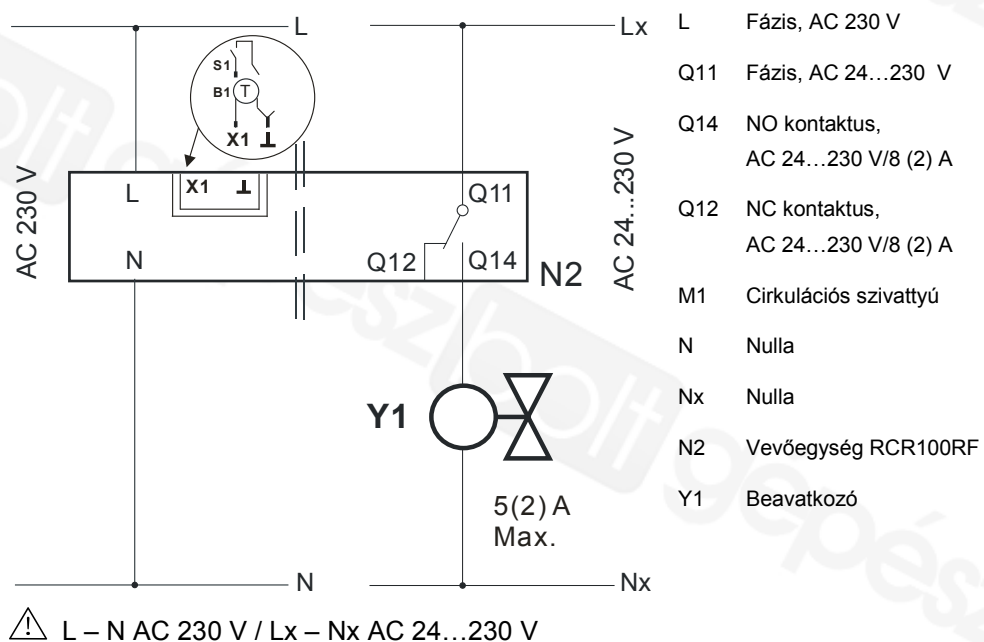 L
Lx
S1
B1 T
X1
AC 230 V
L X1 Q11
N Q12 Q14 N2
AC 24...230 V
Y1
5(2) A
Max.
N
Nx
L Fázis, AC 230 V
Q11 Fázis, AC 24…230 V
Q14 NO kontaktus,
AC 24…230 V/8 (2) A
Q12 NC kontaktus,
AC 24…230 V/8 (2) A
M1 Cirkulációs szivattyú
N Nulla
Nx Nulla
N2 Vevőegység RCR100RF
Y1 Beavatkozó
L – N AC 230 V / Lx – Nx AC 24…230 V
gépészbolt